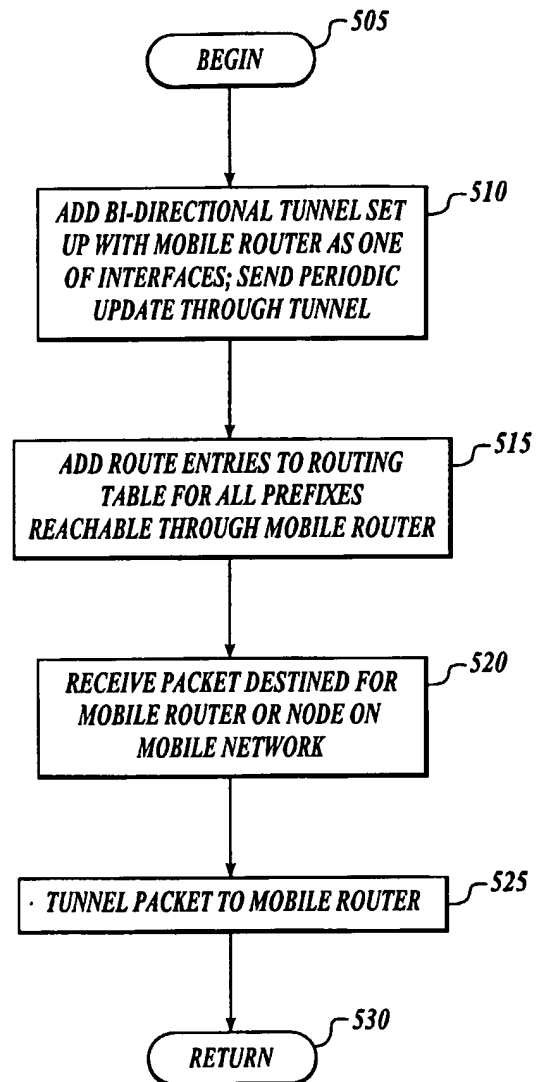 505
BEGIN
510
ADD BI-DIRECTIONAL TUNNEL SET
UP WITH MOBILE ROUTER AS ONE
OF INTERFACES; SEND PERIODIC
UPDATE THROUGH TUNNEL
515
ADD ROUTE ENTRIES TO ROUTING
TABLE FOR ALL PREFIXES
REACHABLE THROUGH MOBILE ROUTER
520
RECEIVE PACKET DESTINED FOR
MOBILE ROUTER OR NODE ON
MOBILE NETWORK
525
TUNNEL PACKET TO MOBILE ROUTER
530
RETURN